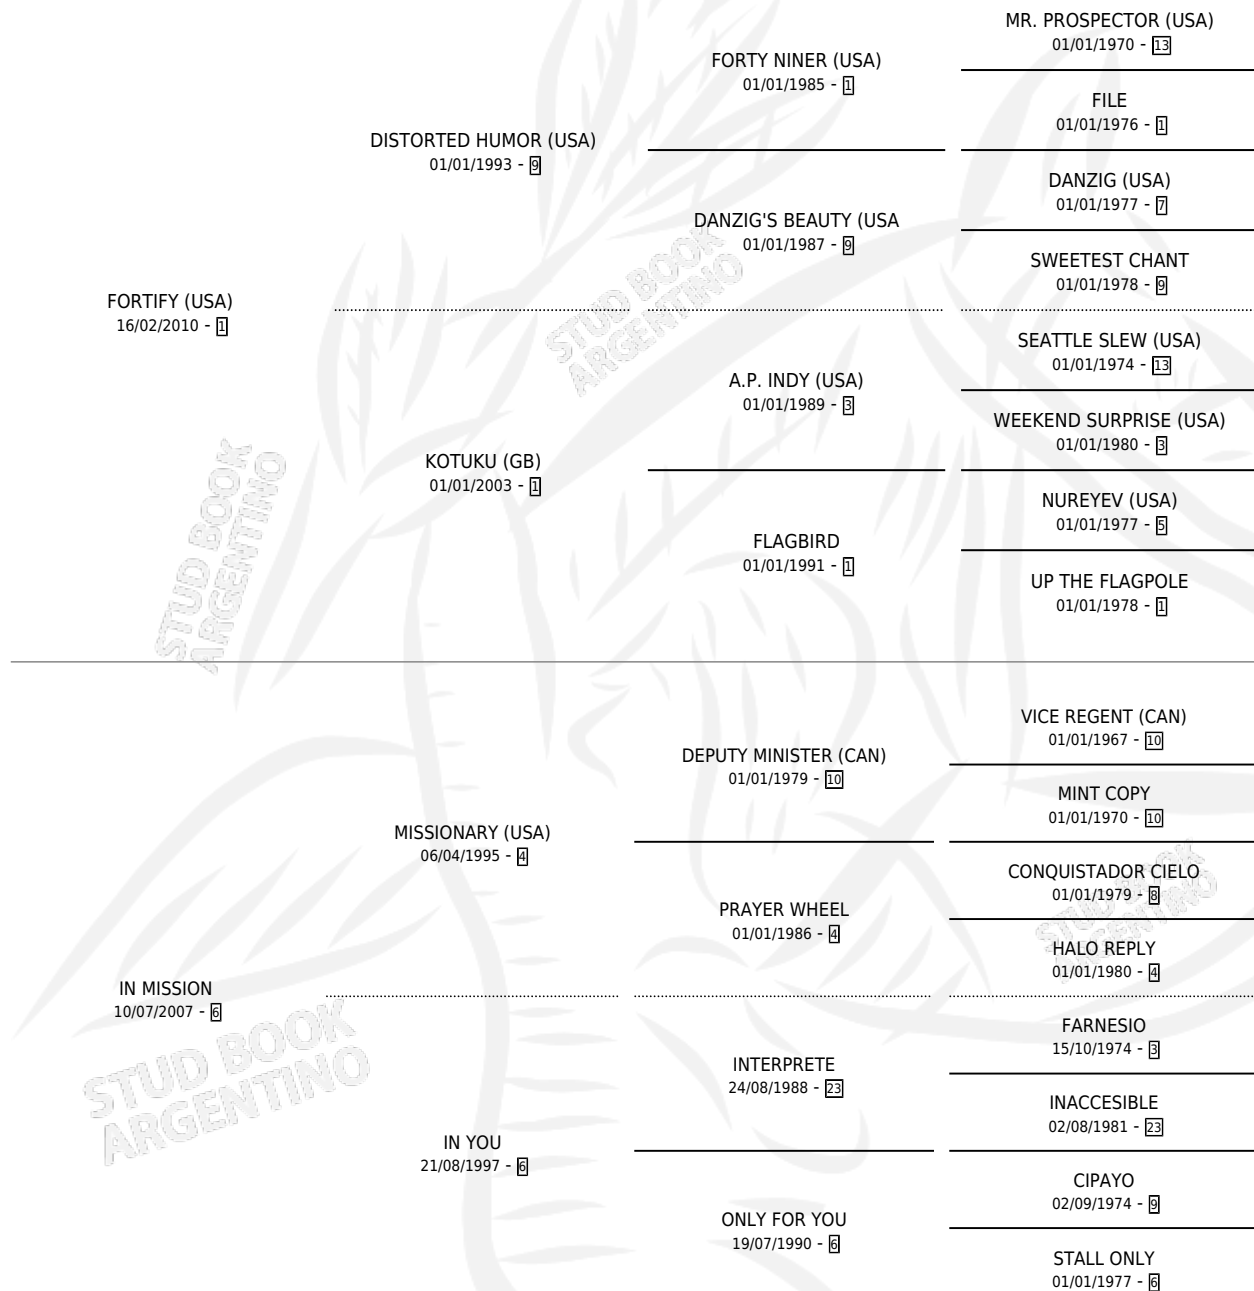 MR. PROSPECTOR (USA)
01/01/1970 - 13
FORTY NINER (USA)
01/01/1985 - 1
FILE
01/01/1976 - 1
DISTORTED HUMOR (USA)
01/01/1993 - 9
DANZIG (USA)
01/01/1977 - 7
DANZIG'S BEAUTY (USA
01/01/1987 - 9
SWEETEST CHANT
01/01/1978 - 9
FORTIFY (USA)
16/02/2010 - 1
SEATTLE SLEW (USA)
01/01/1974 - 13
A.P. INDY (USA)
01/01/1989 - 3
WEEKEND SURPRISE (USA)
01/01/1980 - 3
KOTUKU (GB)
01/01/2003 - 1
NUREYEV (USA)
01/01/1977 - 5
FLAGBIRD
01/01/1991 - 1
UP THE FLAGPOLE
01/01/1978 - 1
VICE REGENT (CAN)
01/01/1967 - 10
DEPUTY MINISTER (CAN)
01/01/1979 - 10
MINT COPY
01/01/1970 - 10
MISSIONARY (USA)
06/04/1995 - 4
CONQUISTADOR CIELO
01/01/1979 - 8
PRAYER WHEEL
01/01/1986 - 4
HALO REPLY
01/01/1980 - 4
IN MISSION
10/07/2007 - 6
FARNESIO
15/10/1974 - 3
INTERPRETE
24/08/1988 - 23
INACCESIBLE
02/08/1981 - 23
IN YOU
21/08/1997 - 6
CIPAYO
02/09/1974 - 9
ONLY FOR YOU
19/07/1990 - 6
STALL ONLY
01/01/1977 - 6
STUD BOOK
ARGENTINO
STUD BOOK
ARGENTINO
STUD BOOK
ARGENTINO
STUD BOOK
ARGENTINO